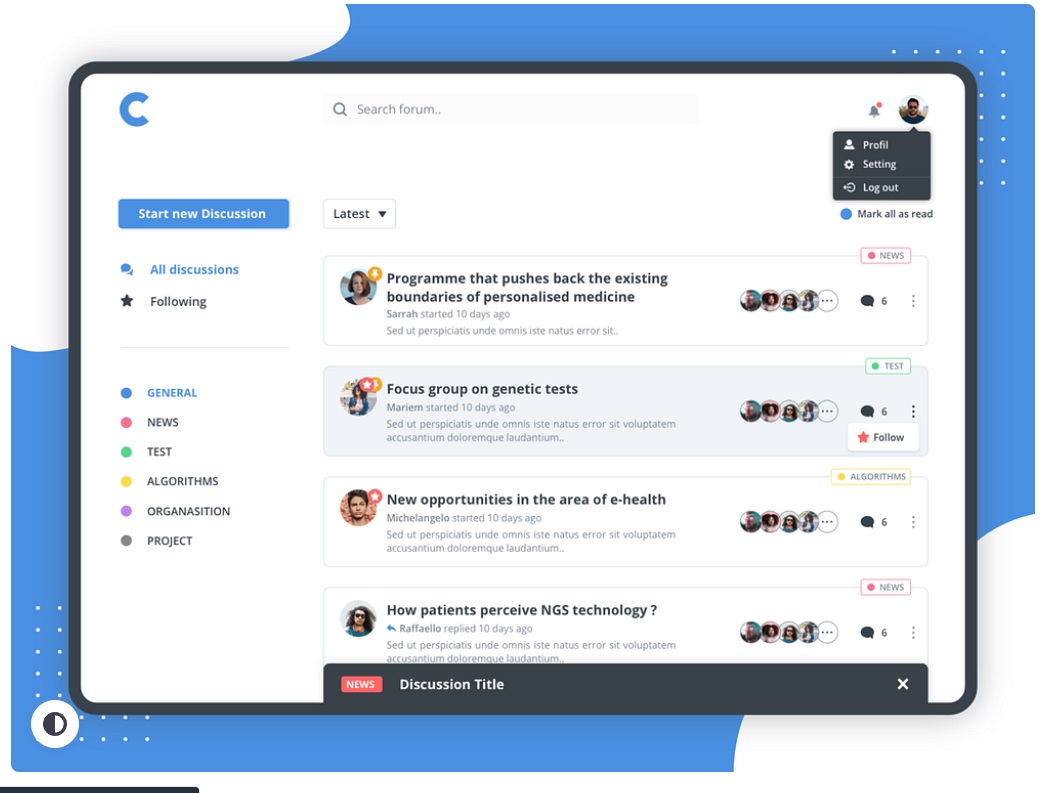 C
Search forum..
Profil
Setting
Log out
Start new Discussion
Latest
Mark all as read
All discussions
Following
GENERAL
NEWS
TEST
ALGORITHMS
ORGANASITION
PROJECT
NEWS
Programme that pushes back the existing
boundaries of personalised medicine
Sarrah started 10 days ago
Sed ut perspiciatis unde omnis iste natus error sit..
6
TEST
Focus group on genetic tests
Mariem started 10 days ago
Sed ut perspiciatis unde omnis iste natus error sit voluptatem
accusantium doloremque laudantium..
6
Follow
ALGORITHMS
New opportunities in the area of e-health
Michelangelo started 10 days ago
Sed ut perspiciatis unde omnis iste natus error sit voluptatem
accusantium doloremque laudantium..
6
NEWS
How patients perceive NGS technology ?
Raffaello replied 10 days ago
Sed ut perspiciatis unde omnis iste natus error sit voluptatem
accusantium doloremque laudantium..
6
NEWS Discussion Title